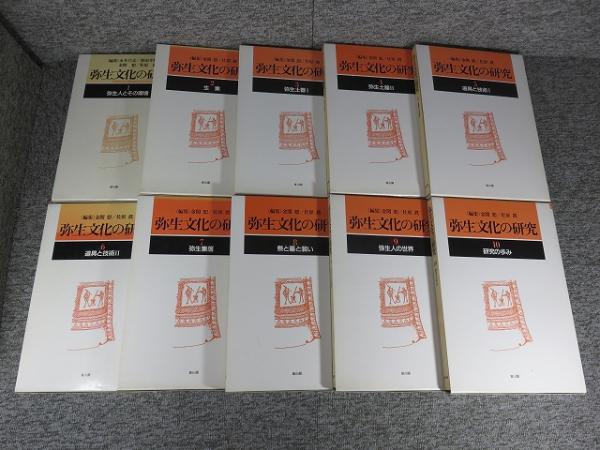 弥生文化の研
1
弥生人とその環境
弥生文化の研
2
生業
弥生文化の研
3
弥生土器I
弥生文化の研
4
弥生土器II
弥生文化の研究
5
道具と技術I
弥生文化の研
6
道具と技術II
〈編集〉金関恕/佐原眞
弥生文化の研
7
弥生集落
〈編集〉金関恕/佐原眞
弥生文化の研
8
祭と墓と装い
〈編集〉金関恕/佐原眞
弥生文化の研
9
弥生人の世界
〈編集〉金関恕/佐原眞
弥生文化の研究
10
研究の歩み